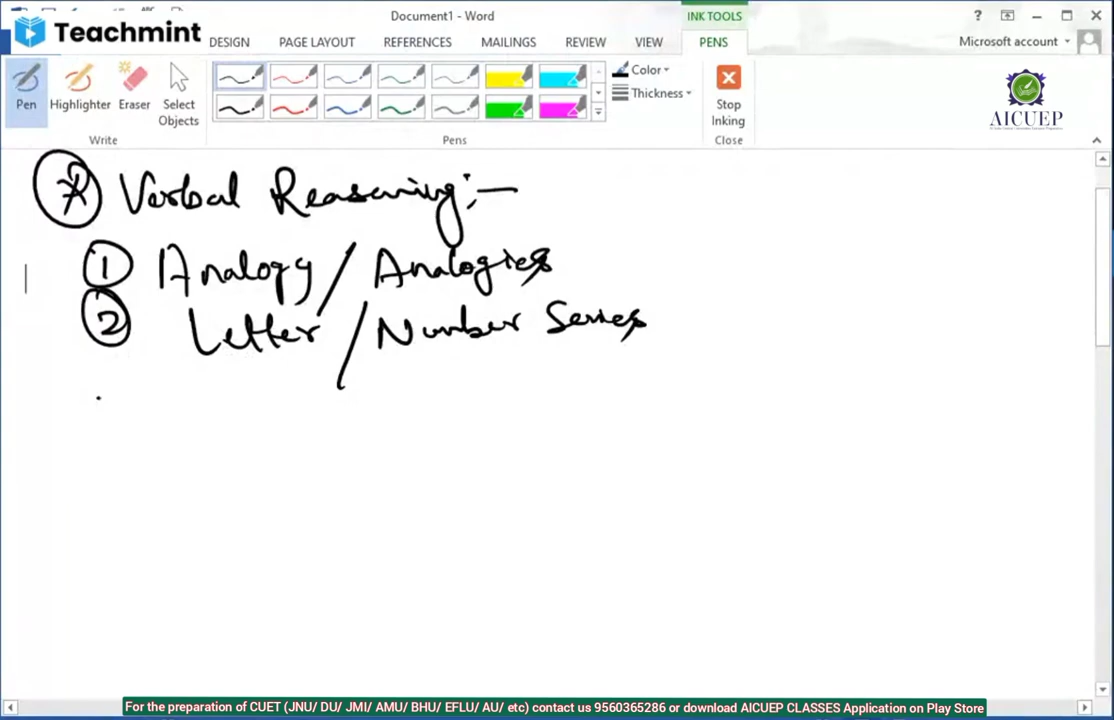 Document1 - Word
INK TOOLS
Teachmint
DESIGN PAGE LAYOUT REFERENCES MAILINGS REVIEW VIEW PENS
Microsoft account
Pen Highlighter Eraser Select Objects
Color
Thickness
Stop Inking
Write Pens Close
AICUEP
Verbal Reasoning:-
1 Analogy / Analogies
2 Letter / Number Series
For the preparation of CUET (JNU/ DU/ JMI/ AMU/ BHU/ EFLU/ AU/ etc) contact us 9560365286 or download AICUEP CLASSES Application on Play Store